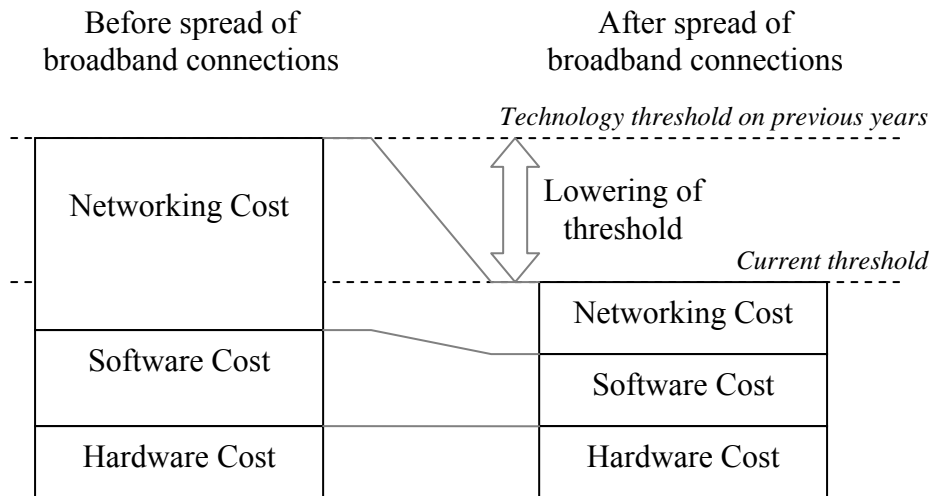 Before spread of
broadband connections
After spread of
broadband connections
Technology threshold on previous years
Networking Cost
Lowering of
threshold
Current threshold
Networking Cost
Software Cost
Software Cost
Hardware Cost
Hardware Cost